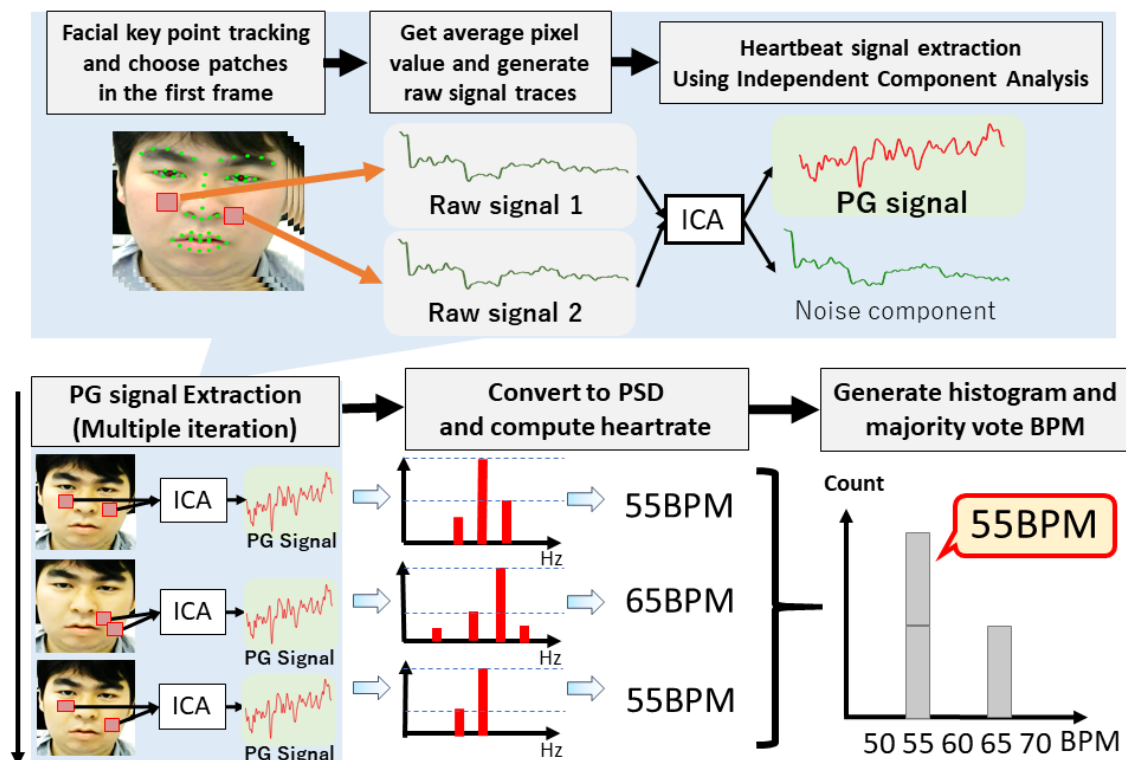 Facial key point tracking
and choose patches
in the first frame
Get average pixel
value and generate
raw signal traces
Heartbeat signal extraction
Using Independent Component Analysis
Raw signal 1
Raw signal 2
ICA
PG signal
Noise component
PG signal Extraction
(Multiple iteration)
Convert to PSD
and compute heartrate
Generate histogram and
majority vote BPM
ICA
PG Signal
Hz
55BPM
ICA
PG Signal
Hz
65BPM
ICA
PG Signal
Hz
55BPM
Count
55BPM
50 55 60 65 70 BPM